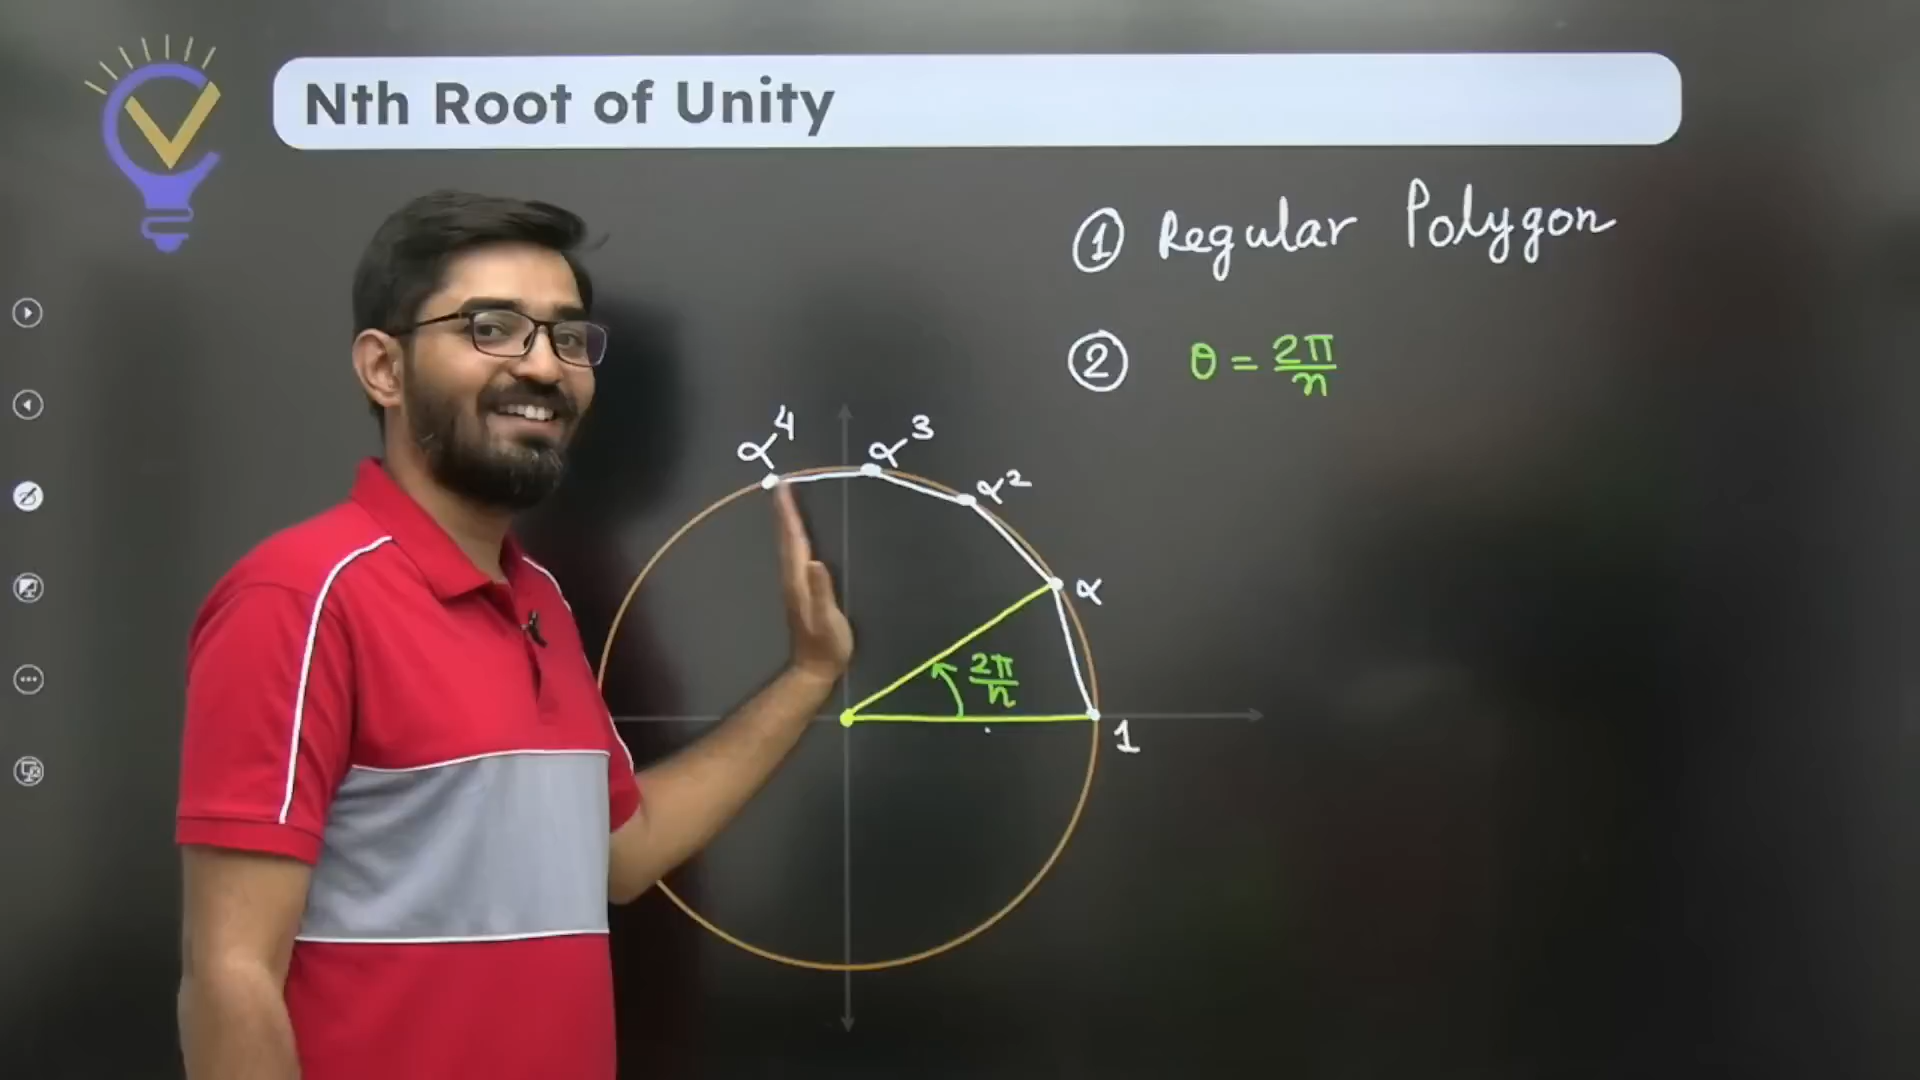 Nth Root of Unity
① Regular Polygon
② θ = 2π/n
α⁴
α³
α²
α
2π/n
1